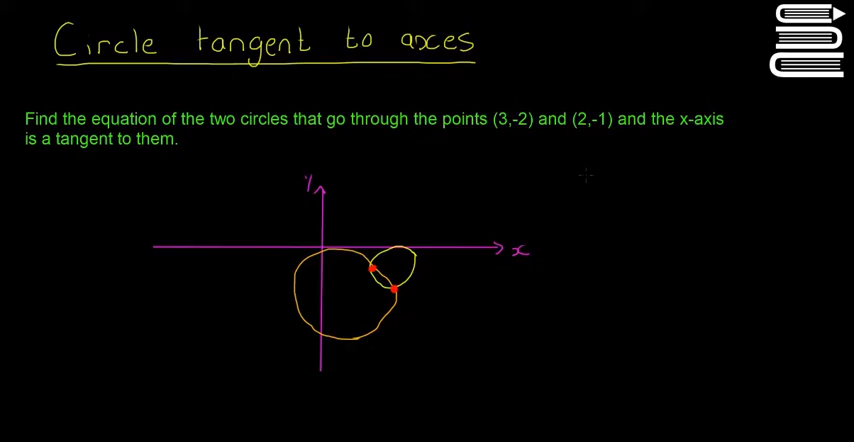 Circle tangent to axes
Find the equation of the two circles that go through the points (3,-2) and (2,-1) and the x-axis
is a tangent to them.
y
x